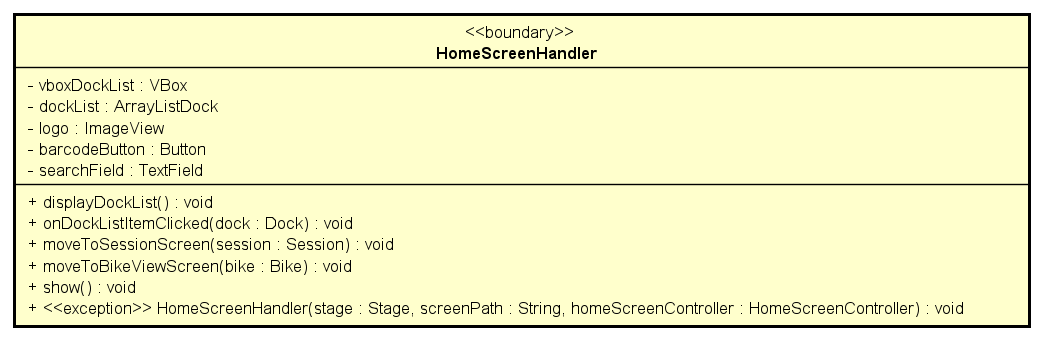 <<boundary>>
HomeScreenHandler
- vboxDockList : VBox
- dockList : ArrayListDock
- logo : ImageView
- barcodeButton : Button
- searchField : TextField
+ displayDockList() : void
+ onDockListItemClicked(dock : Dock) : void
+ moveToSessionScreen(session : Session) : void
+ moveToBikeViewScreen(bike : Bike) : void
+ show() : void
+ <<exception>> HomeScreenHandler(stage : Stage, screenPath : String, homeScreenController : HomeScreenController) : void